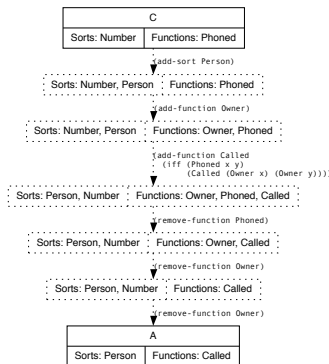 C
Sorts: Number Functions: Phoned
(add-sort Person)
Sorts: Number, Person Functions: Phoned
(add-function Owner)
Sorts: Number, Person Functions: Owner, Phoned
(add-function Called
(iff (Phoned x y)
(Called (Owner x) (Owner y))))
Sorts: Person, Number Functions: Owner, Phoned, Called
(remove-function Phoned)
Sorts: Person, Number Functions: Owner, Called
(remove-function Owner)
Sorts: Person, Number Functions: Called
(remove-function Owner)
A
Sorts: Person Functions: Called